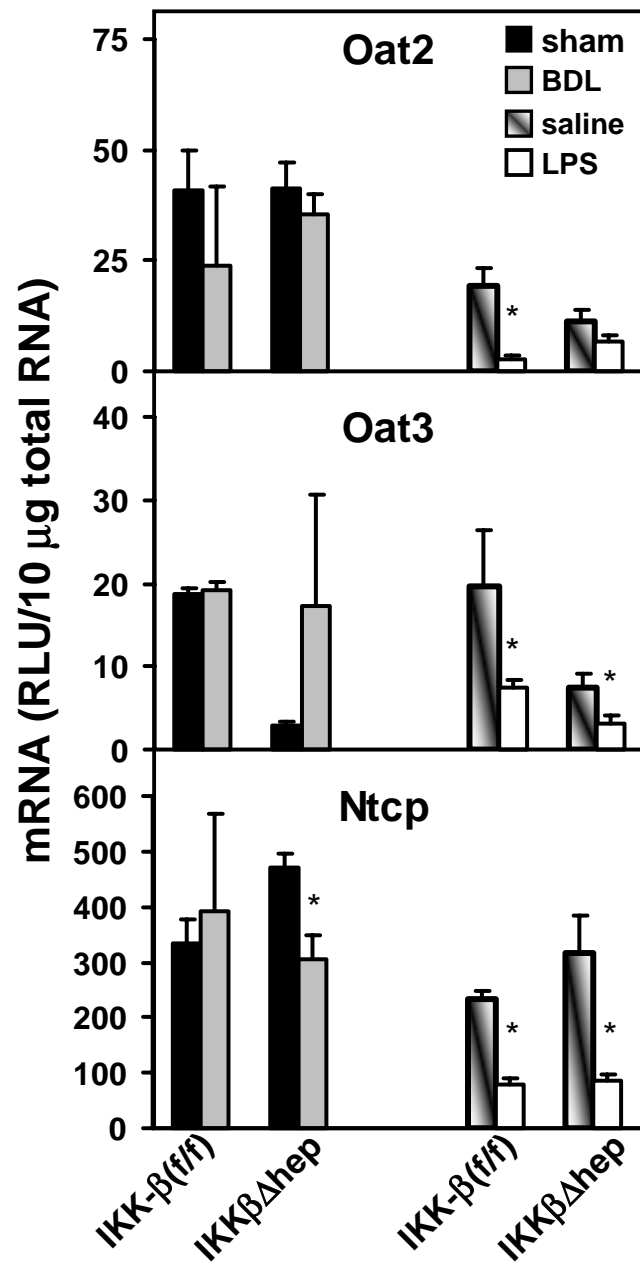 mRNA (RLU/10 µg total RNA)
Oat2
sham
BDL
saline
LPS
75
50
25
0
*
Oat3
40
30
20
10
0
*
*
Ntcp
600
500
400
300
200
100
0
*
*
*
IKK-β(f/f)
IKKβΔhep
IKK-β(f/f)
IKKβΔhep